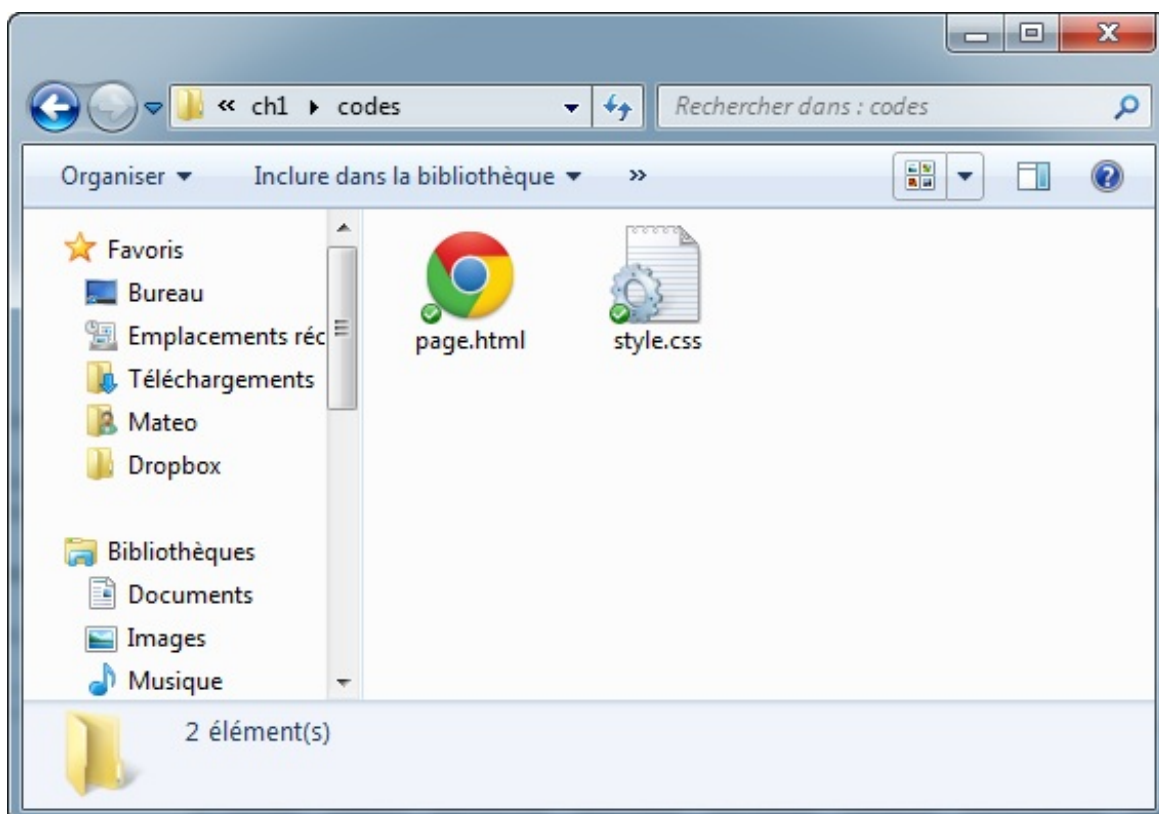 « ch1 ▸ codes
Rechercher dans : codes
Organiser
Inclure dans la bibliothèque
»
Favoris
Bureau
Emplacements réc
Téléchargements
Mateo
Dropbox
Bibliothèques
Documents
Images
Musique
page.html
style.css
2 élément(s)